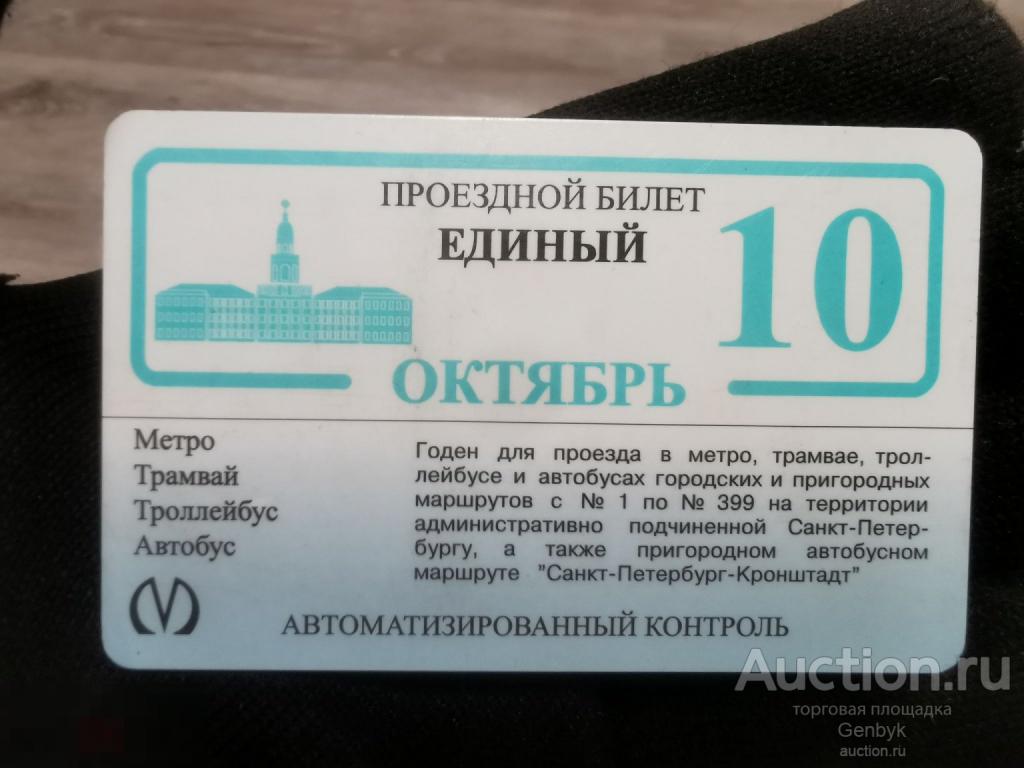 ПРОЕЗДНОЙ БИЛЕТ
ЕДИНЫЙ
10
ОКТЯБРЬ
Метро
Трамвай
Троллейбус
Автобус
Годен для проезда в метро, трамвае, трол-
лейбусе и автобусах городских и пригородных
маршрутов с № 1 по № 399 на территории
административно подчиненной Санкт-Петер-
бургу, а также пригородном автобусном
маршруте "Санкт-Петербург-Кронштадт"
АВТОМАТИЗИРОВАННЫЙ КОНТРОЛЬ
Auction.ru
торговая площадка
Genbyk
auction.ru